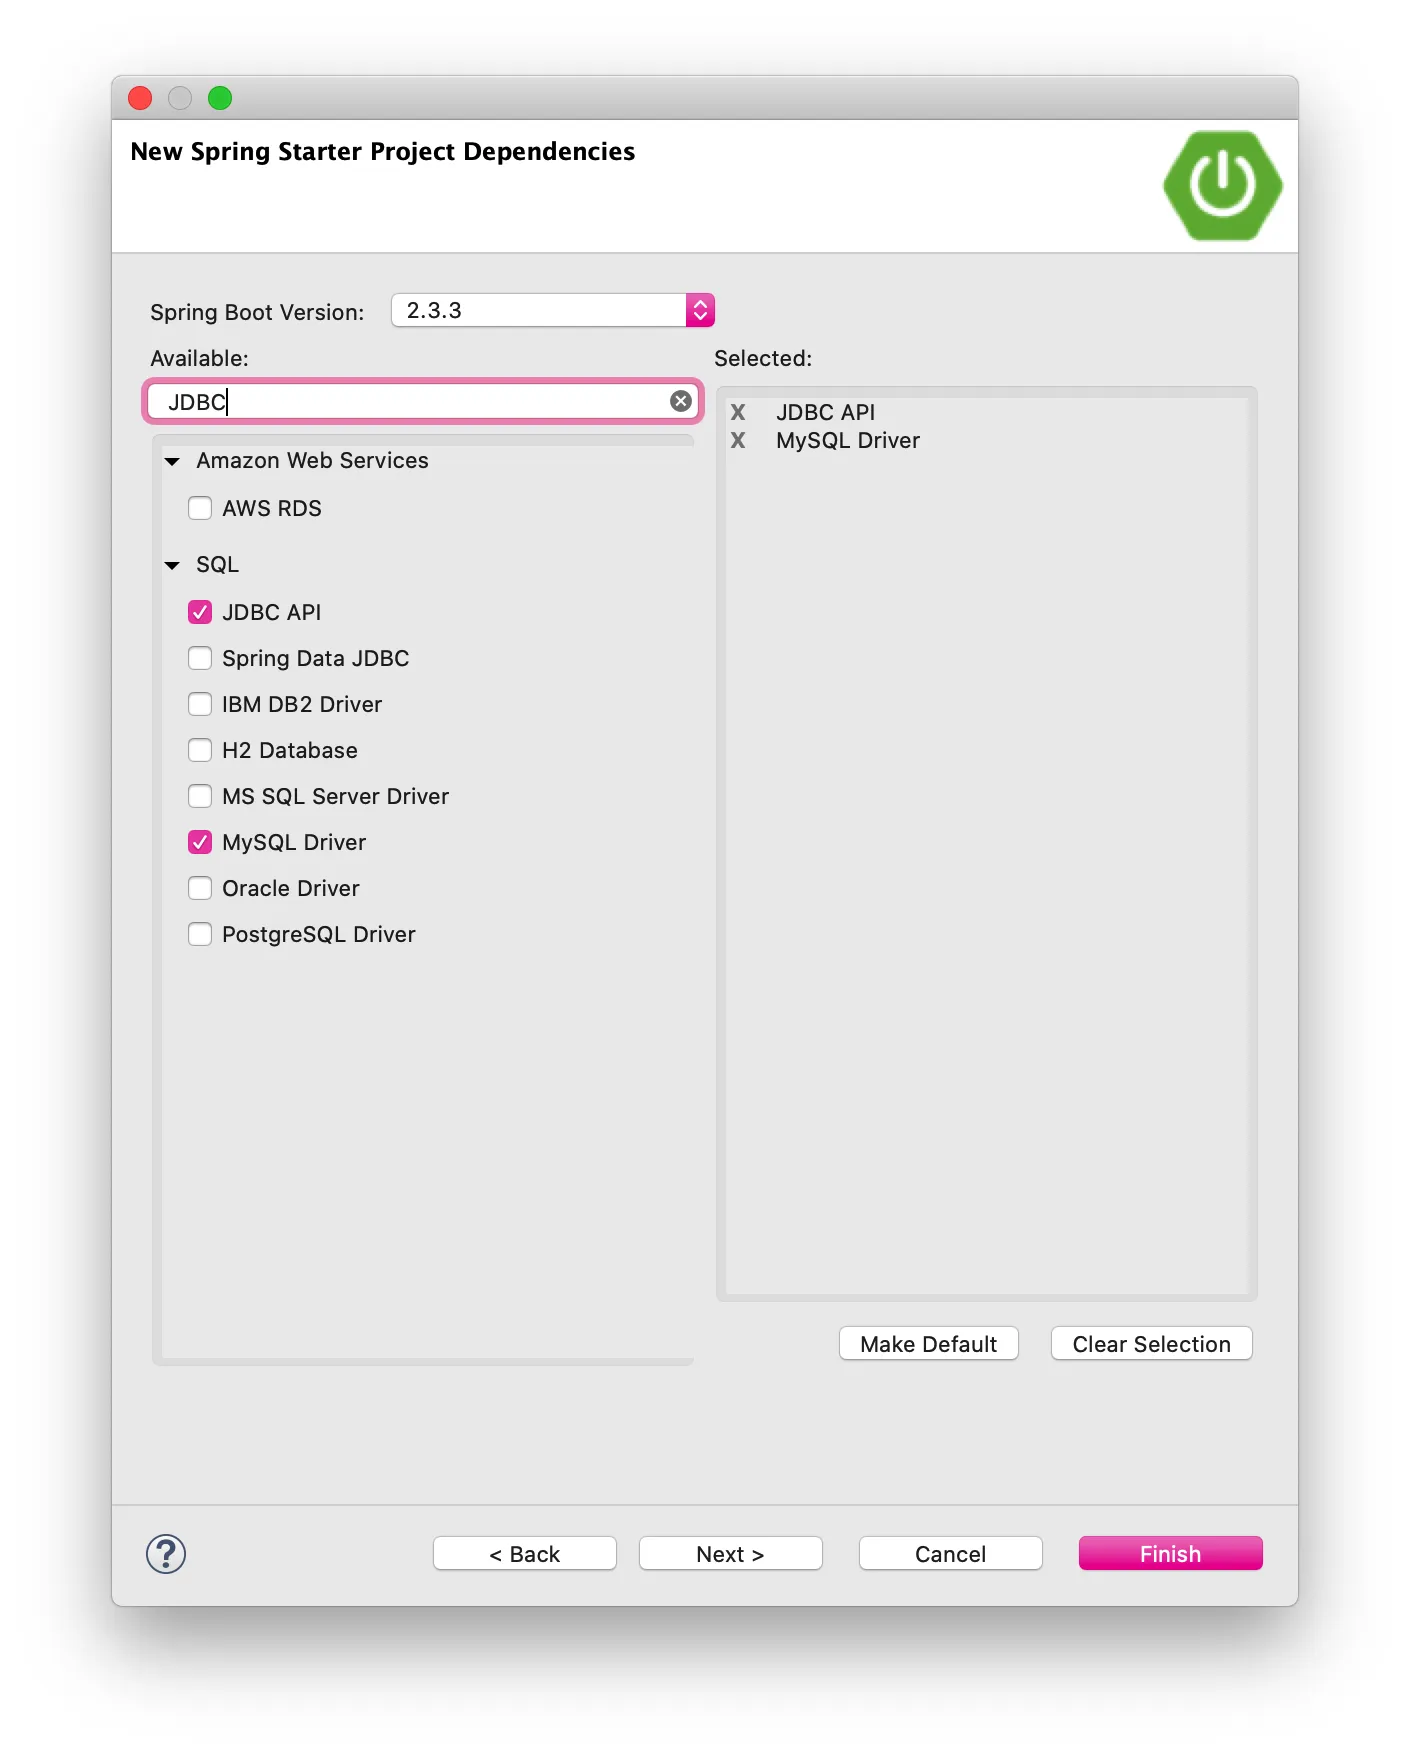 New Spring Starter Project Dependencies
Spring Boot Version: 2.3.3
Available:
JDBC
Amazon Web Services
AWS RDS
SQL
JDBC API
Spring Data JDBC
IBM DB2 Driver
H2 Database
MS SQL Server Driver
MySQL Driver
Oracle Driver
PostgreSQL Driver
Selected:
X JDBC API
X MySQL Driver
Make Default Clear Selection
? < Back Next > Cancel Finish